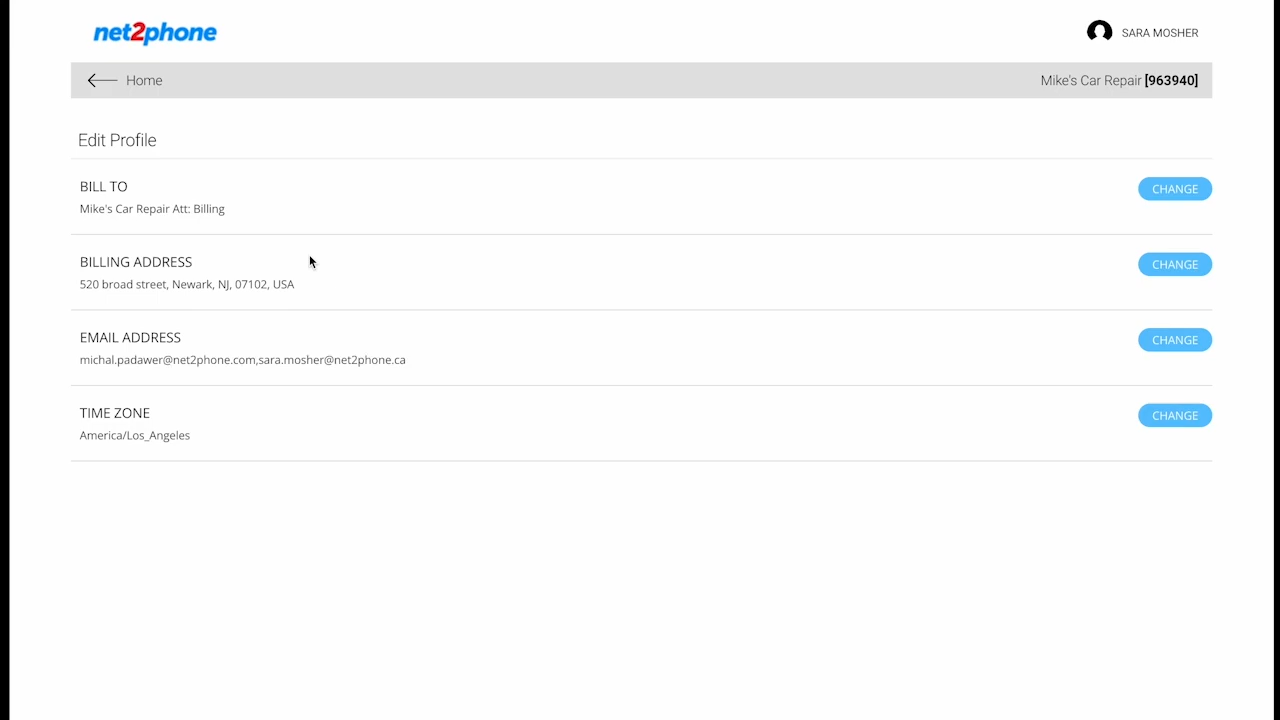 net2phone
SARA MOSHER
Home
Mike's Car Repair [963940]
Edit Profile
BILL TO
CHANGE
Mike's Car Repair Att: Billing
BILLING ADDRESS
CHANGE
520 broad street, Newark, NJ, 07102, USA
EMAIL ADDRESS
CHANGE
michal.padawer@net2phone.com,sara.mosher@net2phone.ca
TIME ZONE
CHANGE
America/Los_Angeles